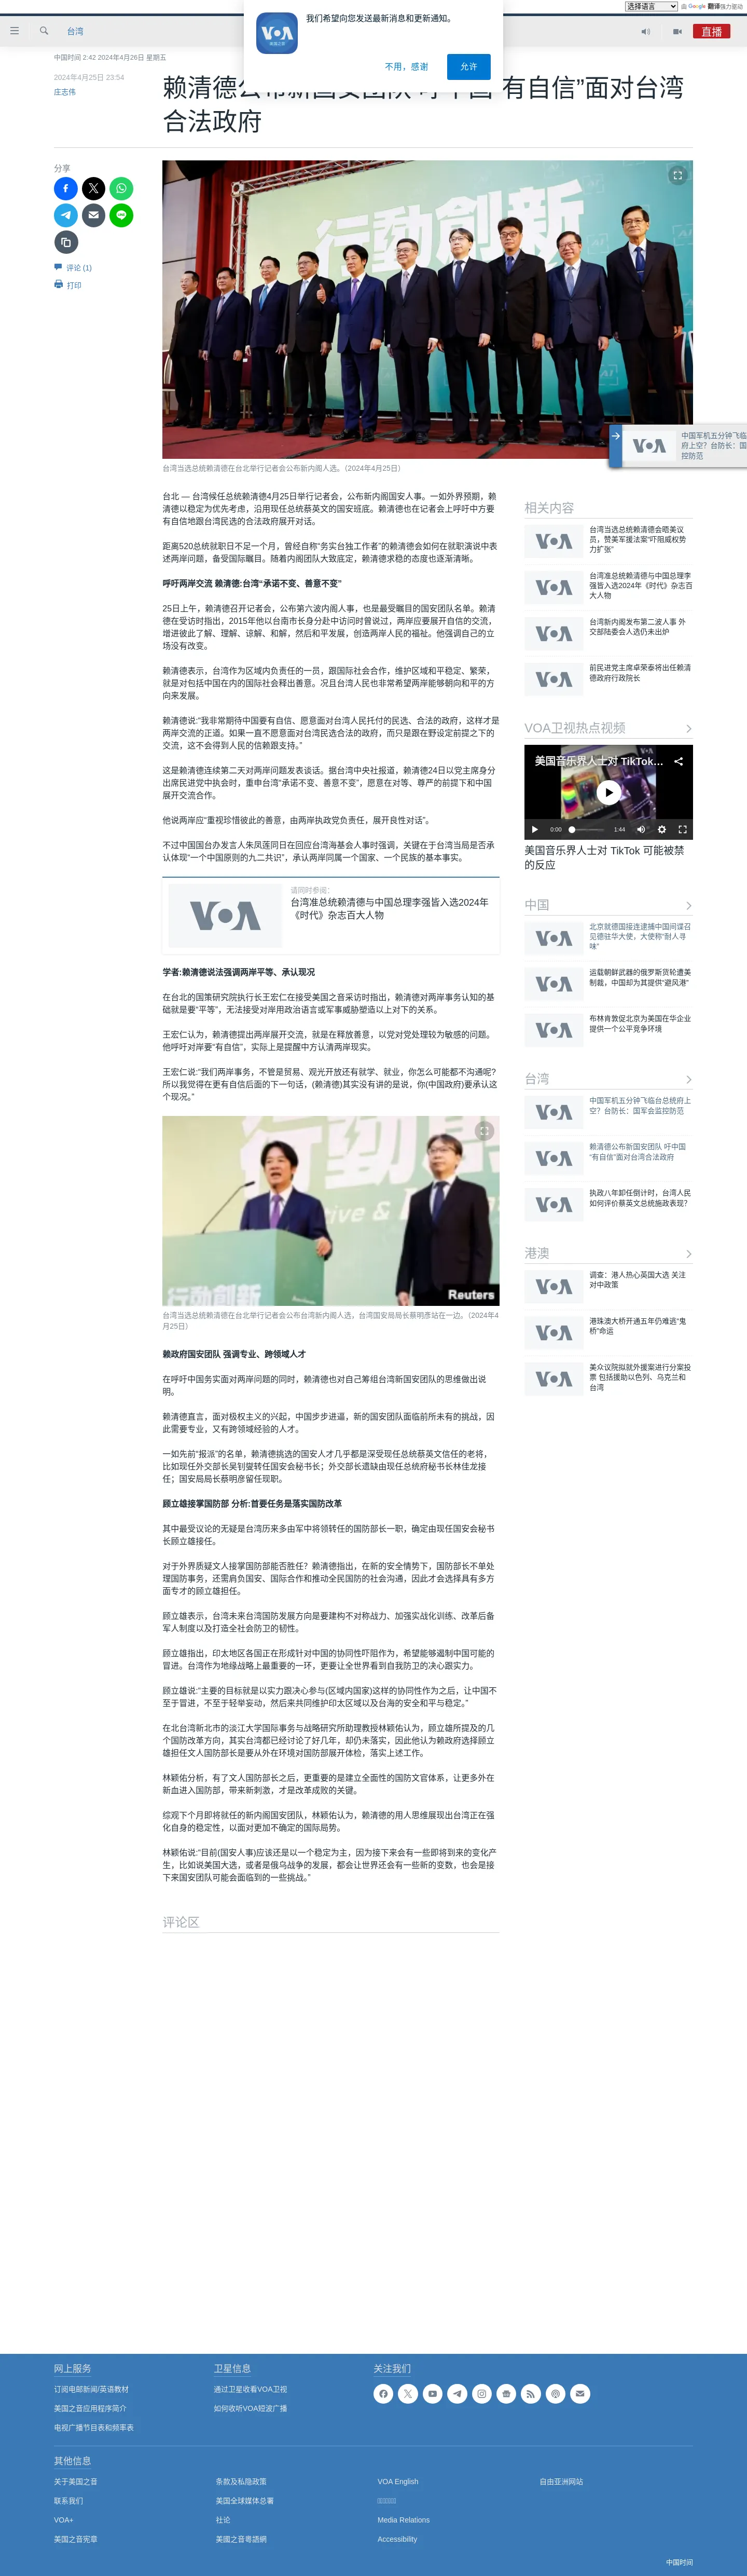 选择语言
由 Google 翻译强力驱动
VOA
我们希望向您发送最新消息和更新通知。
不用，感谢
允许
台湾
直播
中国时间 2:42 2024年4月26日 星期五
2024年4月25日 23:54
庄志伟
有自信”面对台湾
合法政府
分享
评论 (1)
打印
行動創新
AI
台湾当选总统赖清德在台北举行记者会公布新内阁人选。（2024年4月25日）
中国军机五分钟飞临
府上空？台防长：国
控防范
台北 — 台湾候任总统赖清德4月25日举行记者会，公布新内阁国安人事。一如外界预期，赖
清德以稳定为优先考虑，沿用现任总统蔡英文的国安班底。赖清德也在记者会上呼吁中方要
有自信地跟台湾民选的合法政府展开对话。
距离520总统就职日不足一个月，曾经自称“务实台独工作者”的赖清德会如何在就职演说中表
述两岸问题，备受国际瞩目。随着内阁团队大致底定，赖清德求稳的态度也逐渐清晰。
呼吁两岸交流 赖清德:台湾“承诺不变、善意不变”
25日上午，赖清德召开记者会，公布第六波内阁人事，也是最受瞩目的国安团队名单。赖清
德在受访时指出，2015年他以台南市长身分赴中访问时曾说过，两岸应要展开自信的交流，
增进彼此了解、理解、谅解、和解，然后和平发展，创造两岸人民的福祉。他强调自己的立
场没有改变。
赖清德表示，台湾作为区域内负责任的一员，跟国际社会合作，维护区域和平稳定、繁荣，
就是对包括中国在内的国际社会释出善意。况且台湾人民也非常希望两岸能够朝向和平的方
向来发展。
赖清德说:“我非常期待中国要有自信、愿意面对台湾人民托付的民选、合法的政府，这样才是
两岸交流的正道。如果一直不愿意面对台湾民选合法的政府，而只是跟在野设定前提之下的
交流，这不会得到人民的信赖跟支持。”
这是赖清德连续第二天对两岸问题发表谈话。据台湾中央社报道，赖清德24日以党主席身分
出席民进党中执会时，重申台湾“承诺不变、善意不变”，愿意在对等、尊严的前提下和中国
展开交流合作。
他说两岸应“重视珍惜彼此的善意，由两岸执政党负责任，展开良性对话”。
不过中国国台办发言人朱凤莲同日在回应台湾海基会人事时强调，关键在于台湾当局是否承
认体现“一个中国原则的九二共识”，承认两岸同属一个国家、一个民族的基本事实。
请同时参阅：
台湾准总统赖清德与中国总理李强皆入选2024年
《时代》杂志百大人物
学者:赖清德说法强调两岸平等、承认现况
在台北的国策研究院执行长王宏仁在接受美国之音采访时指出，赖清德对两岸事务认知的基
础就是要“平等”，无法接受对岸用政治语言或军事威胁塑造以上对下的关系。
王宏仁认为，赖清德提出两岸展开交流，就是在释放善意，以党对党处理较为敏感的问题。
他呼吁对岸要“有自信”，实际上是提醒中方认清两岸现实。
王宏仁说:“我们两岸事务，不管是贸易、观光开放还有就学、就业，你怎么可能都不沟通呢?
所以我觉得在更有自信后面的下一句话，(赖清德)其实没有讲的是说，你(中国政府)要承认这
个现况。”
Reuters
台湾当选总统赖清德在台北举行记者会公布台湾新内阁人选，台湾国安局局长蔡明彦站在一边。（2024年4
月25日）
赖政府国安团队 强调专业、跨领域人才
在呼吁中国务实面对两岸问题的同时，赖清德也对自己筹组台湾新国安团队的思维做出说
明。
赖清德直言，面对极权主义的兴起，中国步步进逼，新的国安团队面临前所未有的挑战，因
此需要专业，又有跨领域经验的人才。
一如先前“报派”的名单，赖清德挑选的国安人才几乎都是深受现任总统蔡英文信任的老将，
比如现任外交部长吴钊燮转任国安会秘书长；外交部长遗缺由现任总统府秘书长林佳龙接
任；国安局局长蔡明彦留任现职。
顾立雄接掌国防部 分析:首要任务是落实国防改革
其中最受议论的无疑是台湾历来多由军中将领转任的国防部长一职，确定由现任国安会秘书
长顾立雄接任。
对于外界质疑文人接掌国防部能否胜任？赖清德指出，在新的安全情势下，国防部长不单处
理国防事务，还需肩负国安、国际合作和推动全民国防的社会沟通，因此才会选择具有多方
面专才的顾立雄担任。
顾立雄表示，台湾未来台湾国防发展方向是要建构不对称战力、加强实战化训练、改革后备
军人制度以及打造全社会防卫的韧性。
顾立雄指出，印太地区各国正在形成针对中国的协同性吓阻作为，希望能够遏制中国可能的
冒进。台湾作为地缘战略上最重要的一环，更要让全世界看到自我防卫的决心跟实力。
顾立雄说:“主要的目标就是以实力跟决心参与(区域内国家)这样的协同性作为之后，让中国不
至于冒进，不至于轻举妄动，然后来共同维护印太区域以及台海的安全和平与稳定。”
在北台湾新北市的淡江大学国际事务与战略研究所助理教授林颖佑认为，顾立雄所提及的几
个国防改革方向，其实台湾都已经讨论了好几年，却仍未落实，因此他认为赖政府选择顾立
雄担任文人国防部长是要从外在环境对国防部展开体检，落实上述工作。
林颖佑分析，有了文人国防部长之后，更重要的是建立全面性的国防文官体系，让更多外在
新血进入国防部，带来新刺激，才是改革成败的关键。
综观下个月即将就任的新内阁国安团队，林颖佑认为，赖清德的用人思维展现出台湾正在强
化自身的稳定性，以面对更加不确定的国际局势。
林颖佑说:“目前(国安人事)应该还是以一个稳定为主，因为接下来会有一些即将到来的变化产
生，比如说美国大选，或者是俄乌战争的发展，都会让世界还会有一些新的变数，也会是接
下来国安团队可能会面临到的一些挑战。”
评论区
相关内容
台湾当选总统赖清德会晤美议
员，赞美军援法案“吓阻威权势
力扩张”
台湾准总统赖清德与中国总理李
强皆入选2024年《时代》杂志百
大人物
台湾新内阁发布第二波人事 外
交部陆委会人选仍未出炉
前民进党主席卓荣泰将出任赖清
德政府行政院长
VOA卫视热点视频
美国音乐界人士对 TikTok…
0:00
1:44
美国音乐界人士对 TikTok 可能被禁
的反应
中国
北京就德国接连逮捕中国间谍召
见德驻华大使，大使称“耐人寻
味”
运载朝鲜武器的俄罗斯货轮遭美
制裁，中国却为其提供“避风港”
布林肯敦促北京为美国在华企业
提供一个公平竞争环境
台湾
中国军机五分钟飞临台总统府上
空？台防长：国军会监控防范
赖清德公布新国安团队 吁中国
“有自信”面对台湾合法政府
执政八年卸任倒计时，台湾人民
如何评价蔡英文总统施政表现？
港澳
调查：港人热心英国大选 关注
对中政策
港珠澳大桥开通五年仍难逃“鬼
桥”命运
美众议院拟就外援案进行分案投
票 包括援助以色列、乌克兰和
台湾
网上服务
订阅电邮新闻/英语教材
美国之音应用程序简介
电视广播节目表和频率表
卫星信息
通过卫星收看VOA卫视
如何收听VOA短波广播
关注我们
其他信息
关于美国之音
联系我们
VOA+
美国之音宪章
条款及私隐政策
美国全球媒体总署
社论
美國之音粵語網
VOA English
Media Relations
Accessibility
自由亚洲网站
中国时间